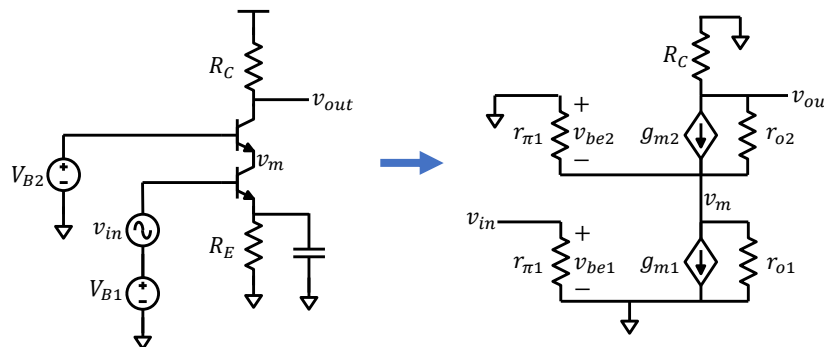 R_C
v_out
v_m
V_B2
v_in
R_E
V_B1
R_C
v_ou
+
r_π1 v_be2 g_m2 r_o2
−
v_m
v_in
+
r_π1 v_be1 g_m1 r_o1
−